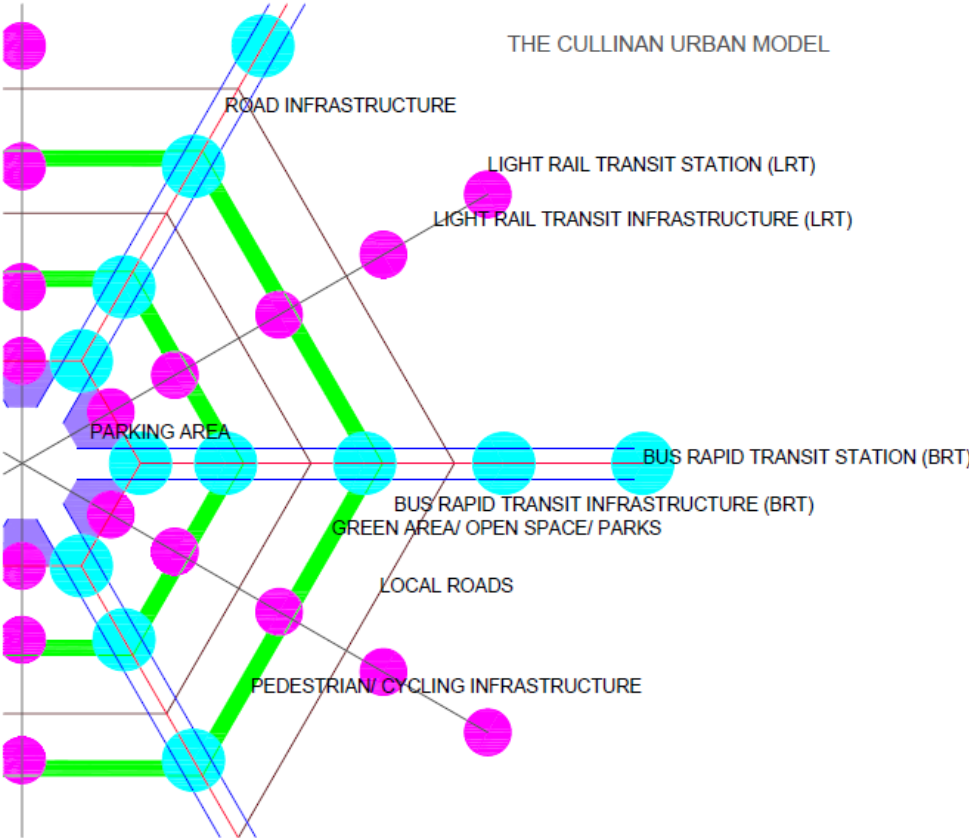 THE CULLINAN URBAN MODEL
ROAD INFRASTRUCTURE
LIGHT RAIL TRANSIT STATION (LRT)
LIGHT RAIL TRANSIT INFRASTRUCTURE (LRT)
PARKING AREA
BUS RAPID TRANSIT STATION (BRT)
BUS RAPID TRANSIT INFRASTRUCTURE (BRT)
GREEN AREA/ OPEN SPACE/ PARKS
LOCAL ROADS
PEDESTRIAN/ CYCLING INFRASTRUCTURE